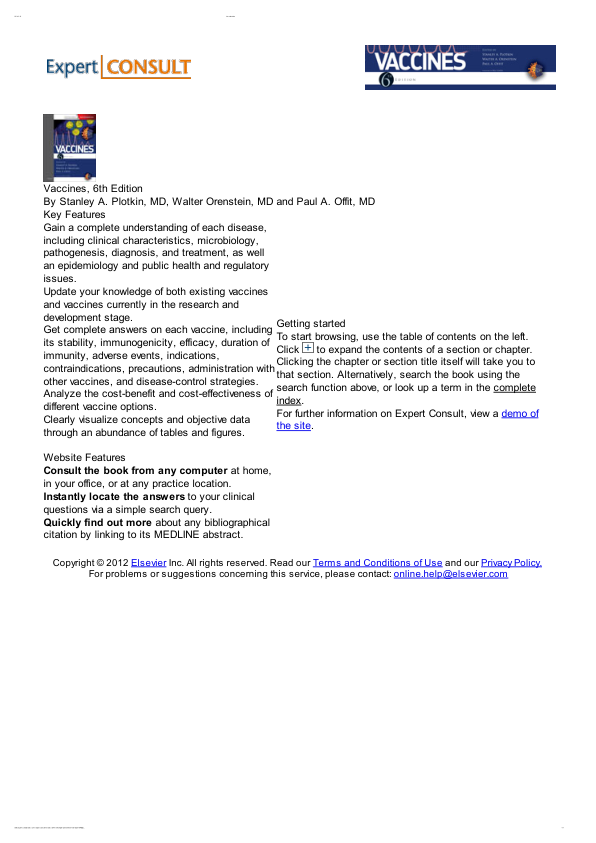 Expert CONSULT
VACCINES
6 EDITION
VACCINES
Vaccines, 6th Edition
By Stanley A. Plotkin, MD, Walter Orenstein, MD and Paul A. Offit, MD
Key Features
Gain a complete understanding of each disease,
including clinical characteristics, microbiology,
pathogenesis, diagnosis, and treatment, as well
an epidemiology and public health and regulatory
issues.
Update your knowledge of both existing vaccines
and vaccines currently in the research and
development stage.
Get complete answers on each vaccine, including
its stability, immunogenicity, efficacy, duration of
immunity, adverse events, indications,
contraindications, precautions, administration with
other vaccines, and disease-control strategies.
Analyze the cost-benefit and cost-effectiveness of
different vaccine options.
Clearly visualize concepts and objective data
through an abundance of tables and figures.
Website Features
Consult the book from any computer at home,
in your office, or at any practice location.
Instantly locate the answers to your clinical
questions via a simple search query.
Quickly find out more about any bibliographical
citation by linking to its MEDLINE abstract.
Getting started
To start browsing, use the table of contents on the left.
Click + to expand the contents of a section or chapter.
Clicking the chapter or section title itself will take you to
that section. Alternatively, search the book using the
search function above, or look up a term in the complete
index.
For further information on Expert Consult, view a demo of
the site.
Copyright © 2012 Elsevier Inc. All rights reserved. Read our Terms and Conditions of Use and our Privacy Policy.
For problems or suggestions concerning this service, please contact: online.help@elsevier.com